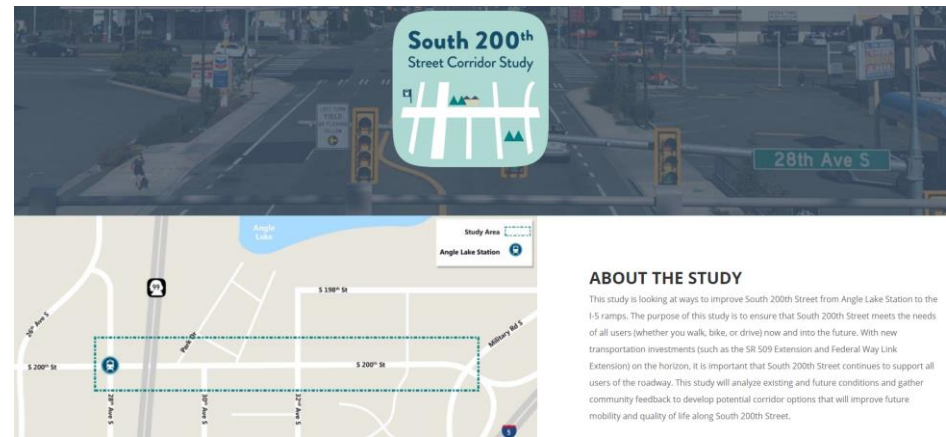 South 200th
Street Corridor Study
28th Ave S
Angle
Lake
Study Area
Angle Lake Station
99
S 198th St
26th Ave S
Park Dr
Military Rd S
S 200th St
S 200th St
28th Ave S
30th Ave S
32nd Ave S
5
ABOUT THE STUDY
This study is looking at ways to improve South 200th Street from Angle Lake Station to the
I-5 ramps. The purpose of this study is to ensure that South 200th Street meets the needs
of all users (whether you walk, bike, or drive) now and into the future. With new
transportation investments (such as the SR 509 Extension and Federal Way Link
Extension) on the horizon, it is important that South 200th Street continues to support all
users of the roadway. This study will analyze existing and future conditions and gather
community feedback to develop potential corridor options that will improve future
mobility and quality of life along South 200th Street.